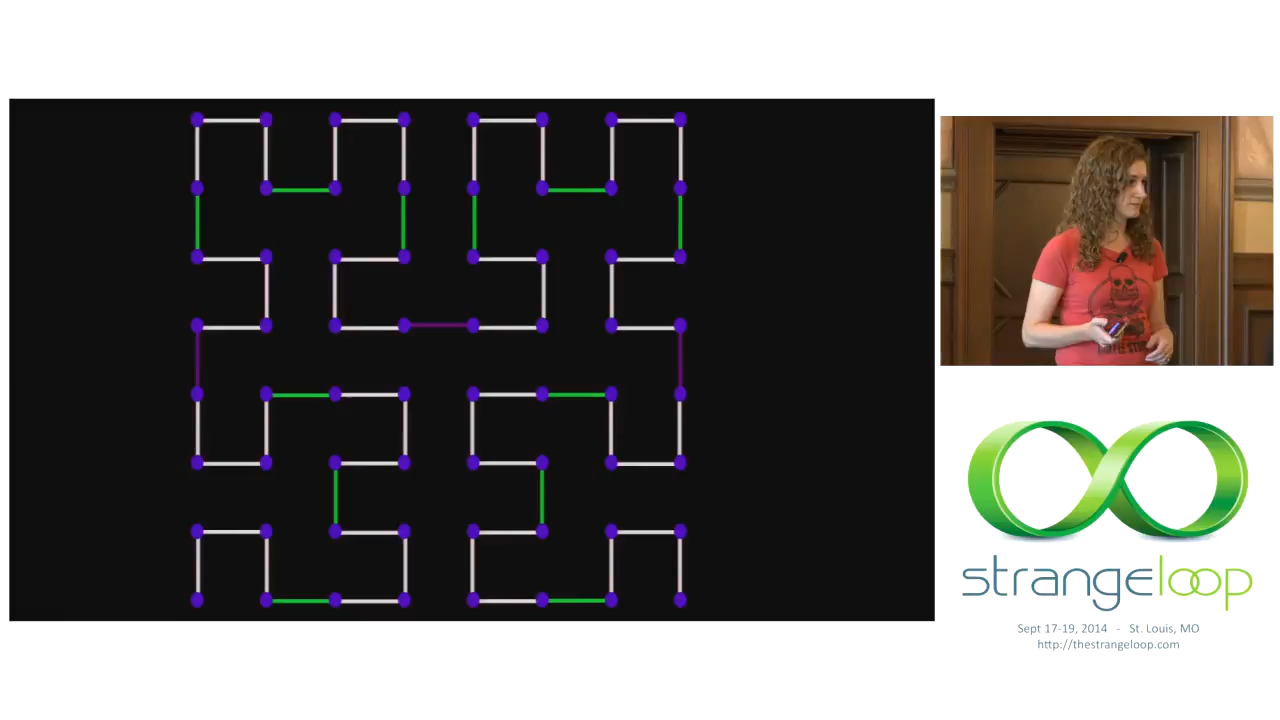 strangeloop
Sept 17-19, 2014 - St. Louis, MO
http://thestrangeloop.com